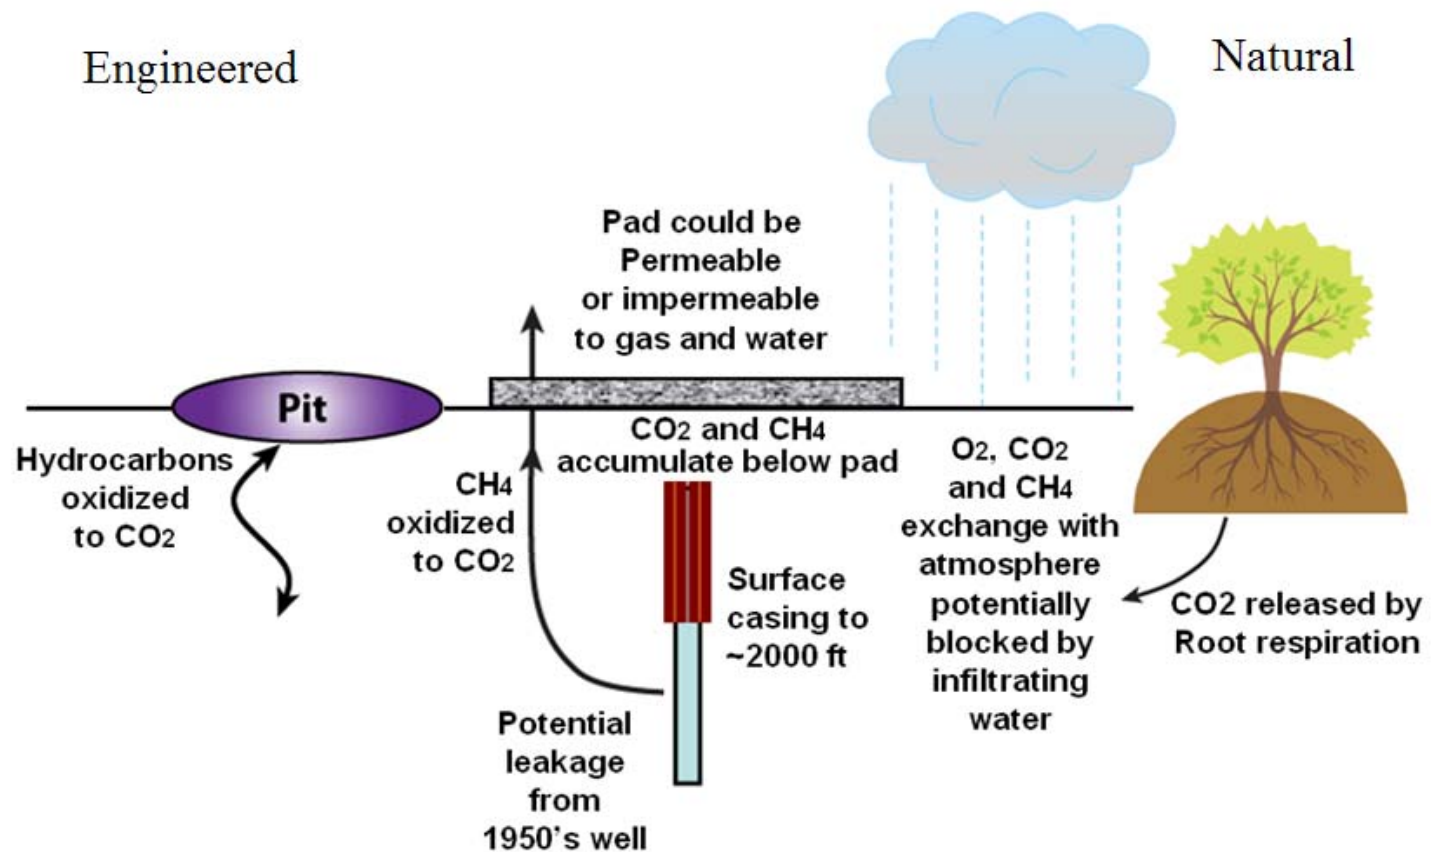 Engineered
Natural
Pad could be
Permeable
or impermeable
to gas and water
Pit
Hydrocarbons
oxidized
to CO2
CH4
oxidized
to CO2
CO2 and CH4
accumulate below pad
Surface
casing to
~2000 ft
Potential
leakage
from
1950's well
O2, CO2
and CH4
exchange with
atmosphere
potentially
blocked by
infiltrating
water
CO2 released by
Root respiration